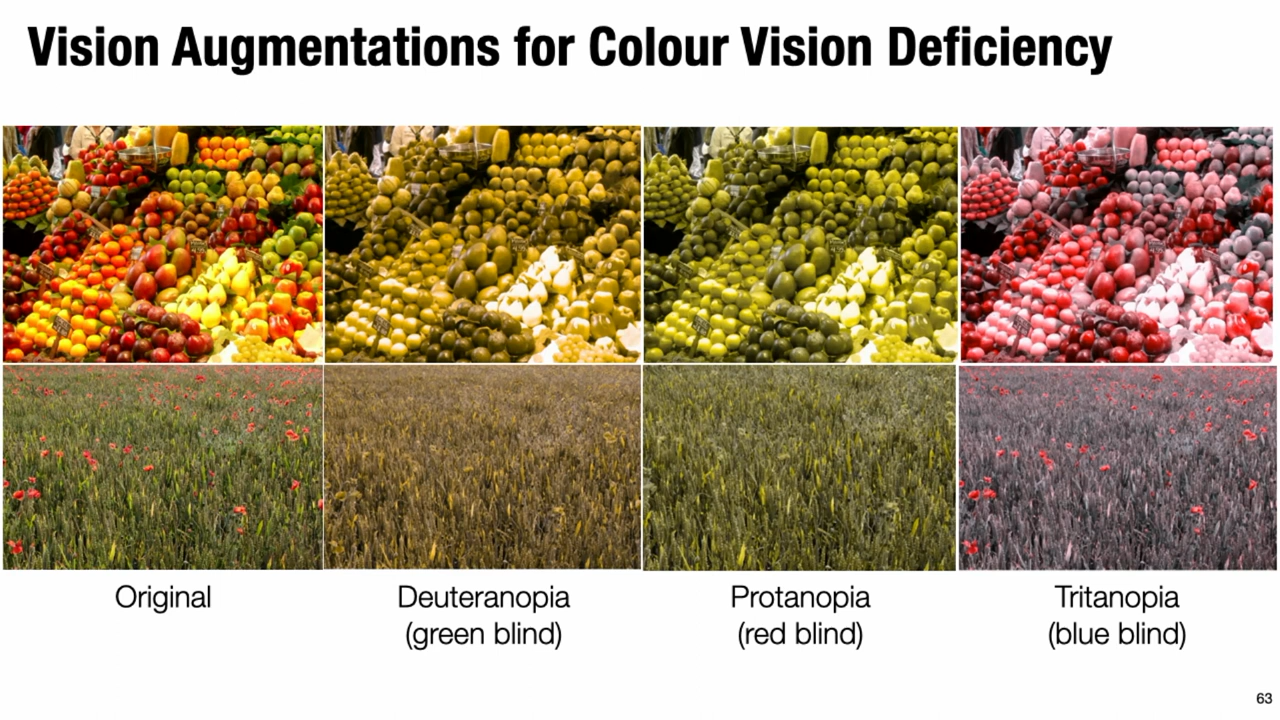 Vision Augmentations for Colour Vision Deficiency
Original
Deuteranopia
(green blind)
Protanopia
(red blind)
Tritanopia
(blue blind)
63